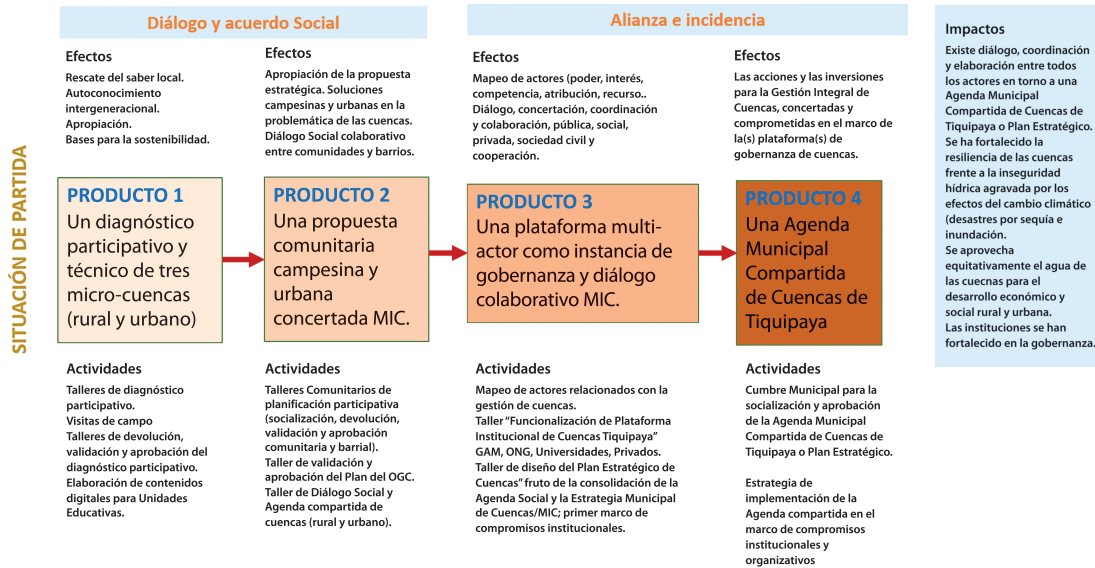 SITUACIÓN DE PARTIDA
Diálogo y acuerdo Social
Efectos
Rescate del saber local.
Autoconocimiento
intergeneracional.
Apropiación.
Bases para la sostenibilidad.
PRODUCTO 1
Un diagnóstico
participativo y
técnico de tres
micro-cuencas
(rural y urbano)
Actividades
Talleres de diagnóstico
participativo.
Visitas de campo
Talleres de devolución,
validación y aprobación del
diagnóstico participativo.
Elaboración de contenidos
digitales para Unidades
Educativas.
Efectos
Apropiación de la propuesta
estratégica. Soluciones
campesinas y urbanas en la
problemática de las cuencas.
Diálogo Social colaborativo
entre comunidades y barrios.
PRODUCTO 2
Una propuesta
comunitaria
campesina y
urbana
concertada MIC.
Actividades
Talleres Comunitarios de
planificación participativa
(socialización, devolución,
validación y aprobación
comunitaria y barrial).
Taller de validación y
aprobación del Plan del OGC.
Taller de Diálogo Social y
Agenda compartida de
cuencas (rural y urbano).
Alianza e incidencia
Efectos
Mapeo de actores (poder, interés,
competencia, atribución, recurso..
Diálogo, concertación, coordinación
y colaboración, pública, social,
privada, sociedad civil y
cooperación.
PRODUCTO 3
Una plataforma multi-
actor como instancia de
gobernanza y diálogo
colaborativo MIC.
Actividades
Mapeo de actores relacionados con la
gestión de cuencas.
Taller “Funcionalización de Plataforma
Institucional de Cuencas Tiquipaya”
GAM, ONG, Universidades, Privados.
Taller de diseño del Plan Estratégico de
Cuencas” fruto de la consolidación de la
Agenda Social y la Estrategia Municipal
de Cuencas/MIC; primer marco de
compromisos institucionales.
Efectos
Las acciones y las inversiones
para la Gestión Integral de
Cuencas, concertadas y
comprometidas en el marco de
la(s) plataforma(s) de
gobernanza de cuencas.
PRODUCTO 4
Una Agenda
Municipal
Compartida
de Cuencas de
Tiquipaya
Actividades
Cumbre Municipal para la
socialización y aprobación
de la Agenda Municipal
Compartida de Cuencas de
Tiquipaya o Plan Estratégico.
Estrategia de
implementación de la
Agenda compartida en el
marco de compromisos
institucionales y
organizativos
Impactos
Existe diálogo, coordinación
y elaboración entre todos
los actores en torno a una
Agenda Municipal
Compartida de Cuencas de
Tiquipaya o Plan Estratégico.
Se ha fortalecido la
resiliencia de las cuencas
frente a la inseguridad
hídrica agravada por los
efectos del cambio climático
(desastres por sequía e
inundación.
Se aprovecha
equitativamente el agua de
las cuecnas para el
desarrollo económico y
social rural y urbana.
Las instituciones se han
fortalecido en la gobernanza.